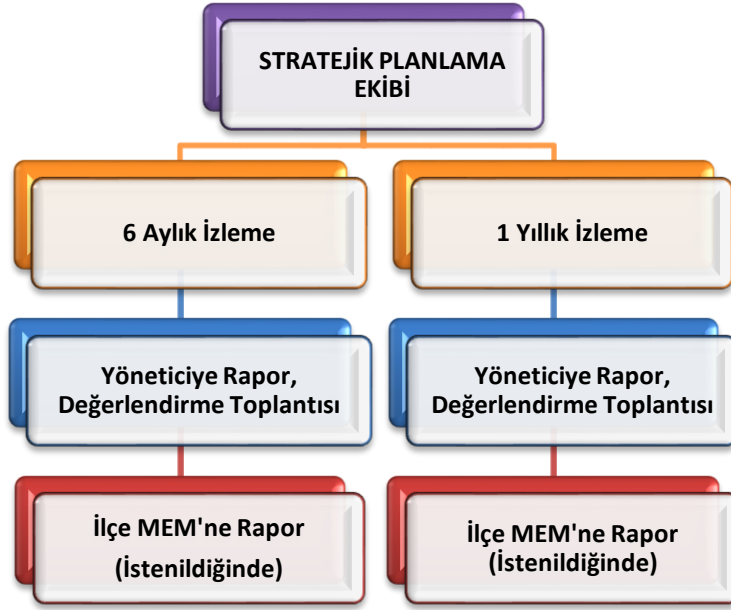 STRATEJİK PLANLAMA
EKİBİ
6 Aylık İzleme
1 Yıllık İzleme
Yöneticiye Rapor,
Değerlendirme Toplantısı
Yöneticiye Rapor,
Değerlendirme Toplantısı
İlçe MEM'ne Rapor
(İstenildiğinde)
İlçe MEM'ne Rapor
(İstenildiğinde)